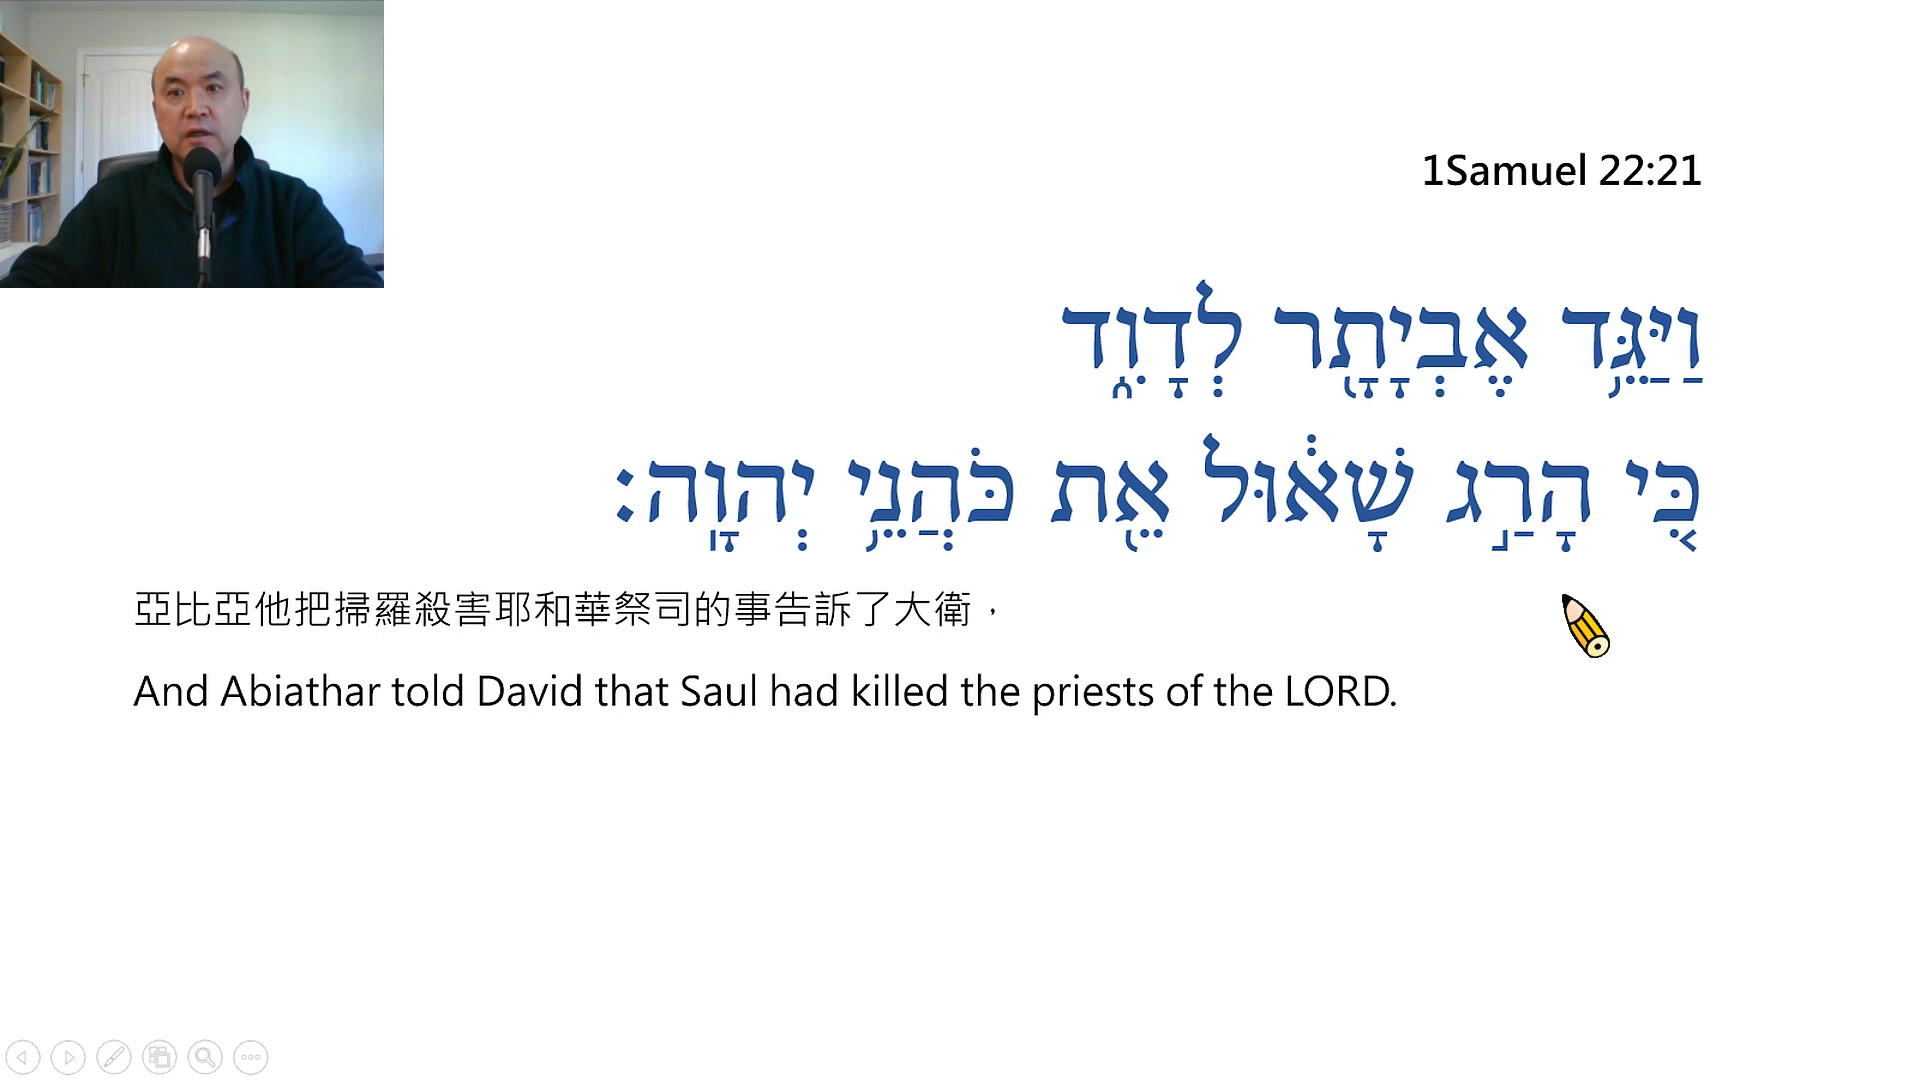 1Samuel 22:21
וַיַּגֵּ֥ד אֶבְיָתָ֖ר לְדָוִ֑ד
כִּ֚י הָרַ֣ג שָׁא֔וּל אֵ֖ת כֹּהֲנֵ֥י יְהוָֽה׃
亞比亞他把掃羅殺害耶和華祭司的事告訴了大衛，
And Abiathar told David that Saul had killed the priests of the LORD.